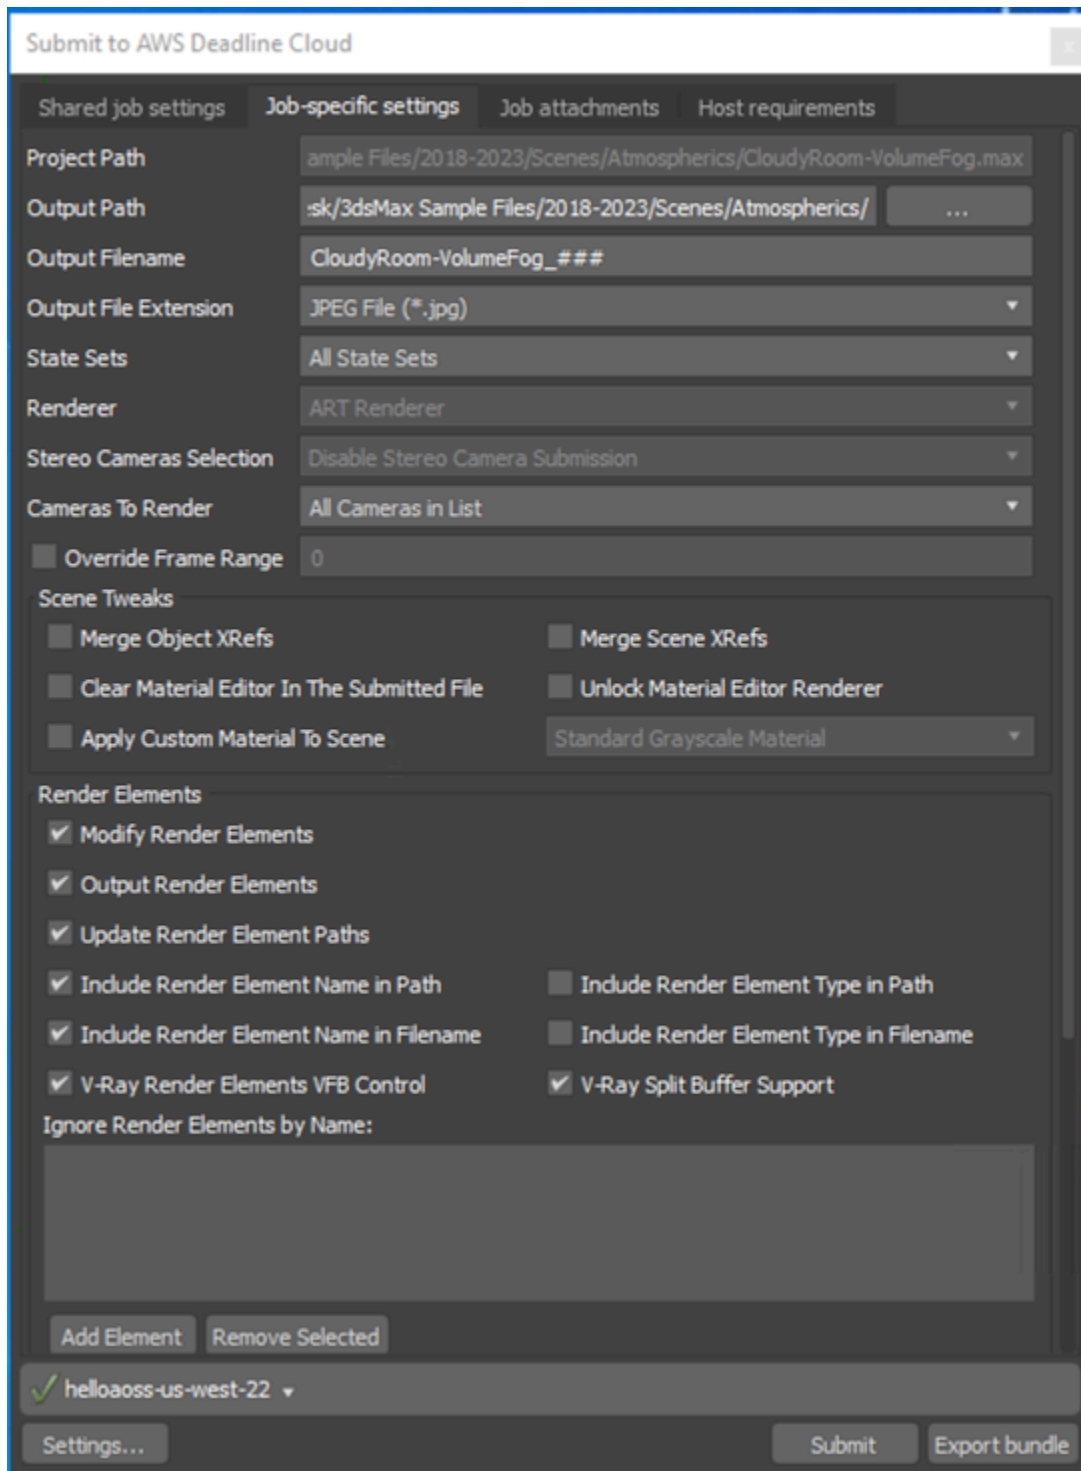 Submit to AWS Deadline Cloud
x
Shared job settings Job-specific settings Job attachments Host requirements
Project Path ample Files/2018-2023/Scenes/Atmospherics/CloudyRoom-VolumeFog.max
Output Path sk/3dsMax Sample Files/2018-2023/Scenes/Atmospherics/ ...
Output Filename CloudyRoom-VolumeFog_###
Output File Extension JPEG File (*.jpg)
State Sets All State Sets
Renderer ART Renderer
Stereo Cameras Selection Disable Stereo Camera Submission
Cameras To Render All Cameras in List
Override Frame Range 0
Scene Tweaks
Merge Object XRefs Merge Scene XRefs
Clear Material Editor In The Submitted File Unlock Material Editor Renderer
Apply Custom Material To Scene Standard Grayscale Material
Render Elements
Modify Render Elements
Output Render Elements
Update Render Element Paths
Include Render Element Name in Path Include Render Element Type in Path
Include Render Element Name in Filename Include Render Element Type in Filename
V-Ray Render Elements VFB Control V-Ray Split Buffer Support
Ignore Render Elements by Name:
Add Element Remove Selected
helloaoss-us-west-22
Settings... Submit Export bundle